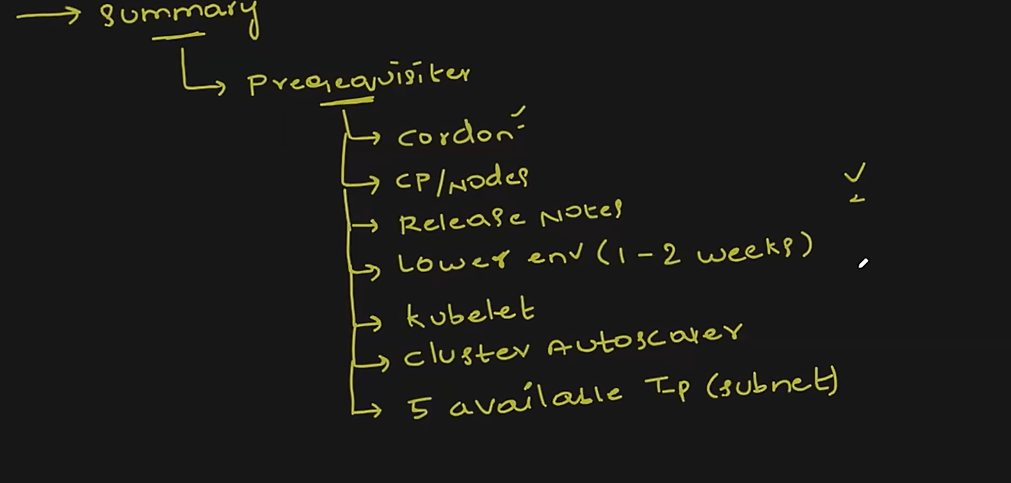 → Summary
Prerequisites
Cordon
CP/Nodes
Release Notes
Lower env (1-2 weeks)
kubelet
Cluster Autoscaler
5 available Ip (subnet)